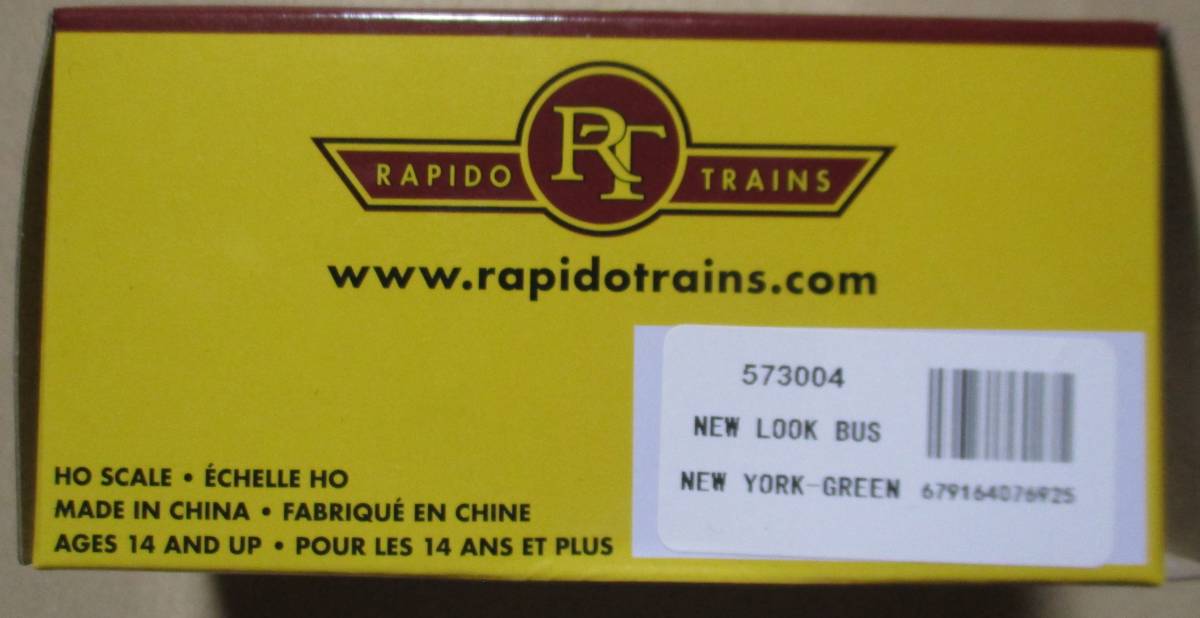 RAPIDO RT TRAINS
www.rapidotrains.com
573004
NEW LOOK BUS
NEW YORK-GREEN
679164076925
HO SCALE • ÉCHELLE HO
MADE IN CHINA • FABRIQUÉ EN CHINE
AGES 14 AND UP • POUR LES 14 ANS ET PLUS